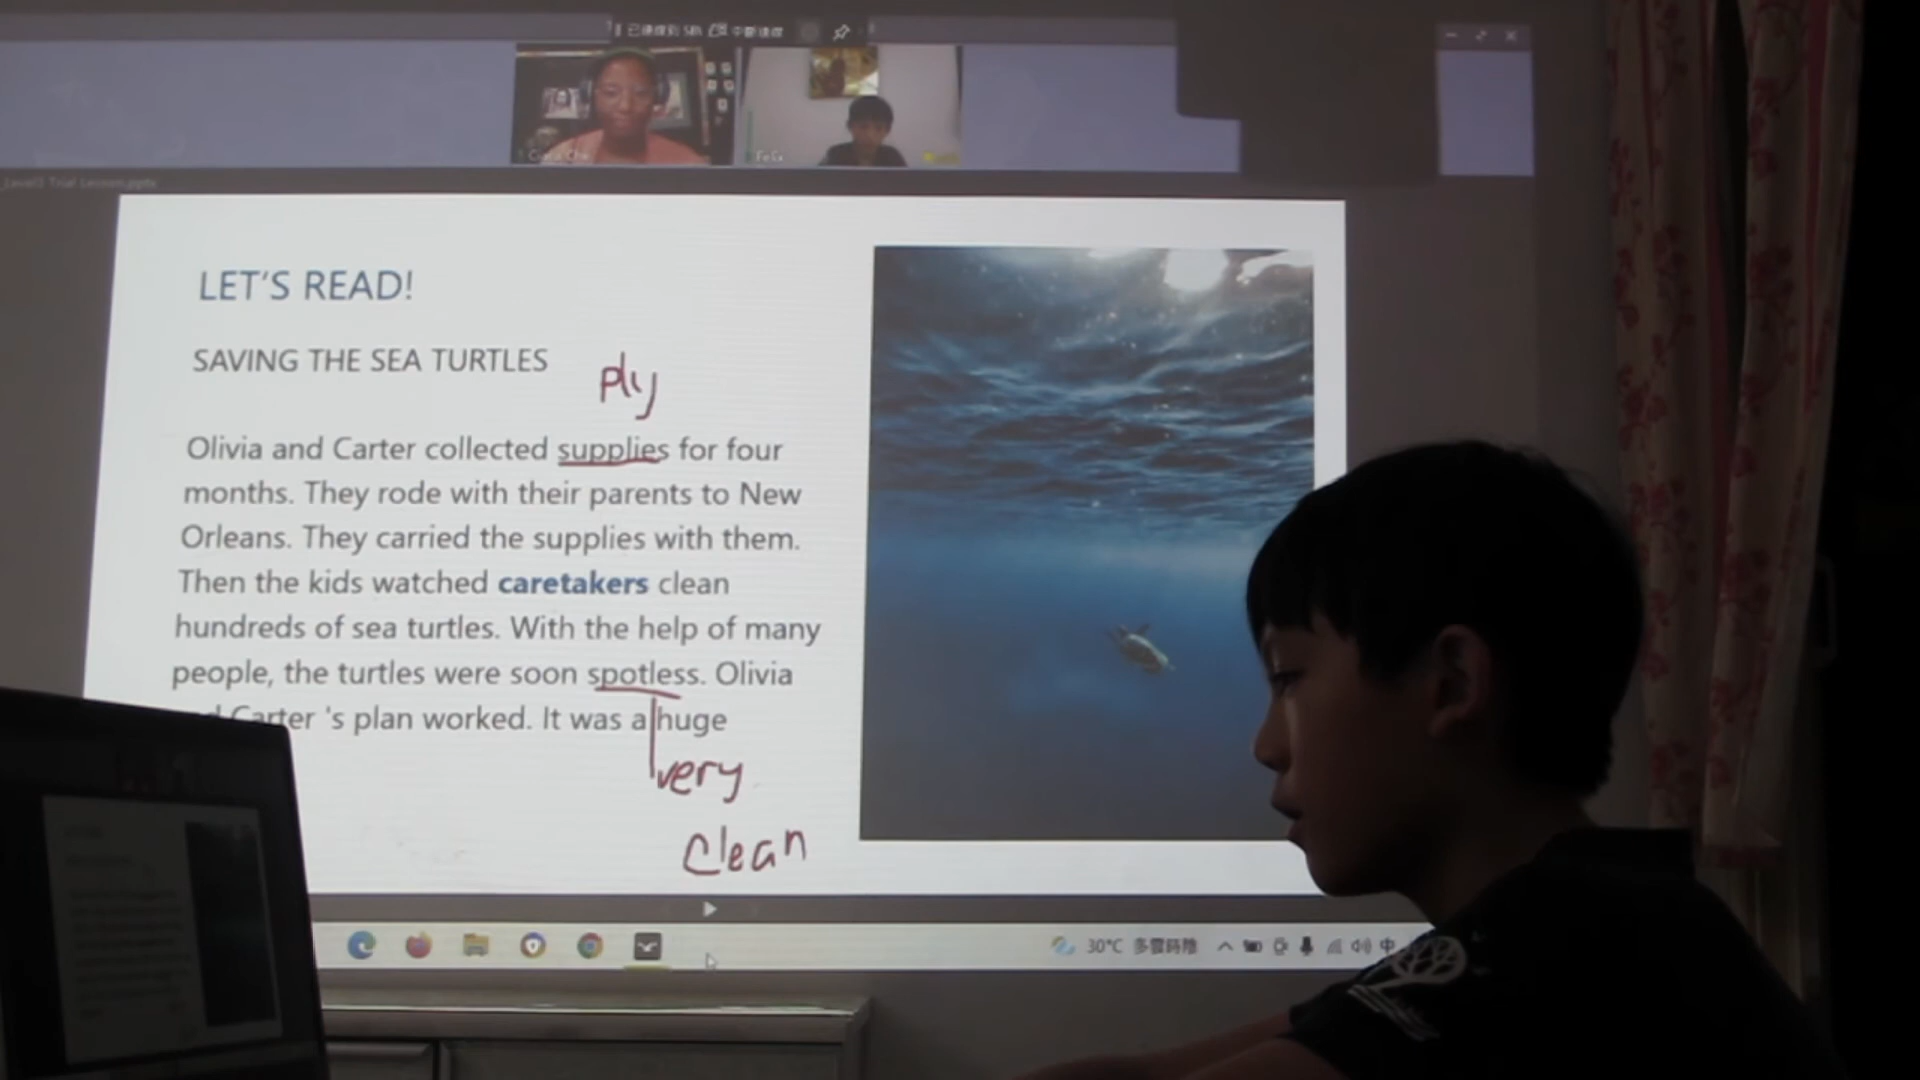 Felix
LET'S READ!
SAVING THE SEA TURTLES
ply
Olivia and Carter collected supplies for four
months. They rode with their parents to New
Orleans. They carried the supplies with them.
Then the kids watched caretakers clean
hundreds of sea turtles. With the help of many
people, the turtles were soon spotless. Olivia
Carter 's plan worked. It was a huge
very
clean
30°C 中